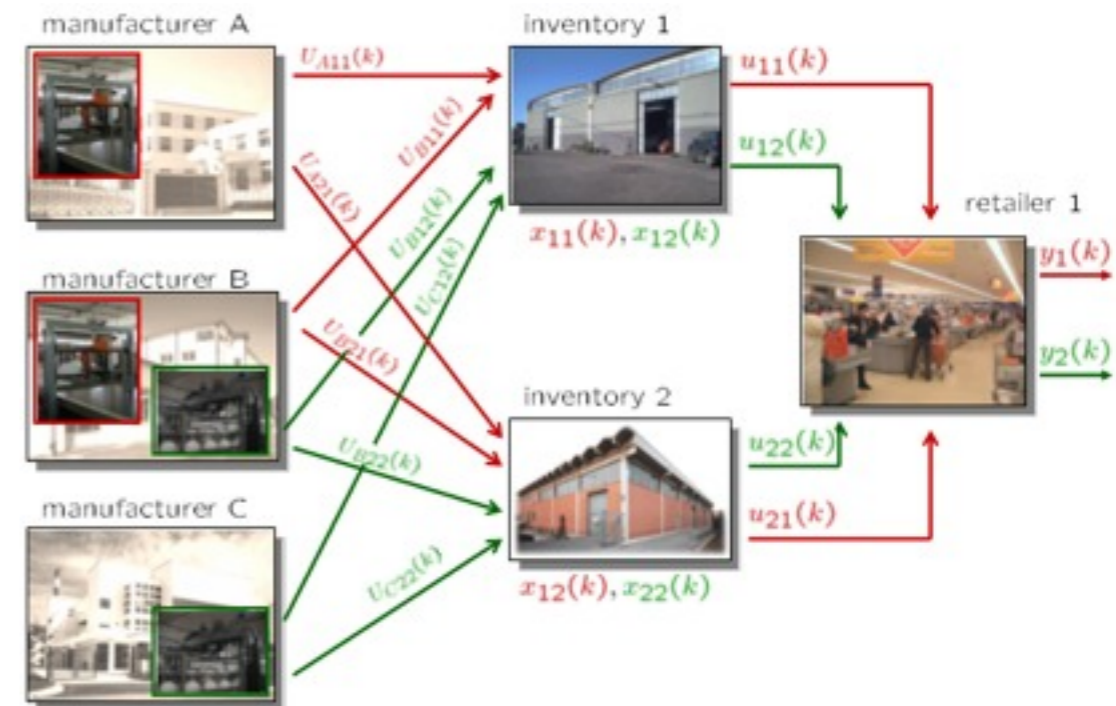 manufacturer A
U_{A11}(k)
U_{A21}(k)
manufacturer B
U_{B11}(k)
U_{B12}(k)
U_{B21}(k)
U_{B22}(k)
manufacturer C
U_{C12}(k)
U_{C22}(k)
inventory 1
x_{11}(k), x_{12}(k)
inventory 2
x_{12}(k), x_{22}(k)
u_{11}(k)
u_{12}(k)
u_{22}(k)
u_{21}(k)
retailer 1
y_1(k)
y_2(k)